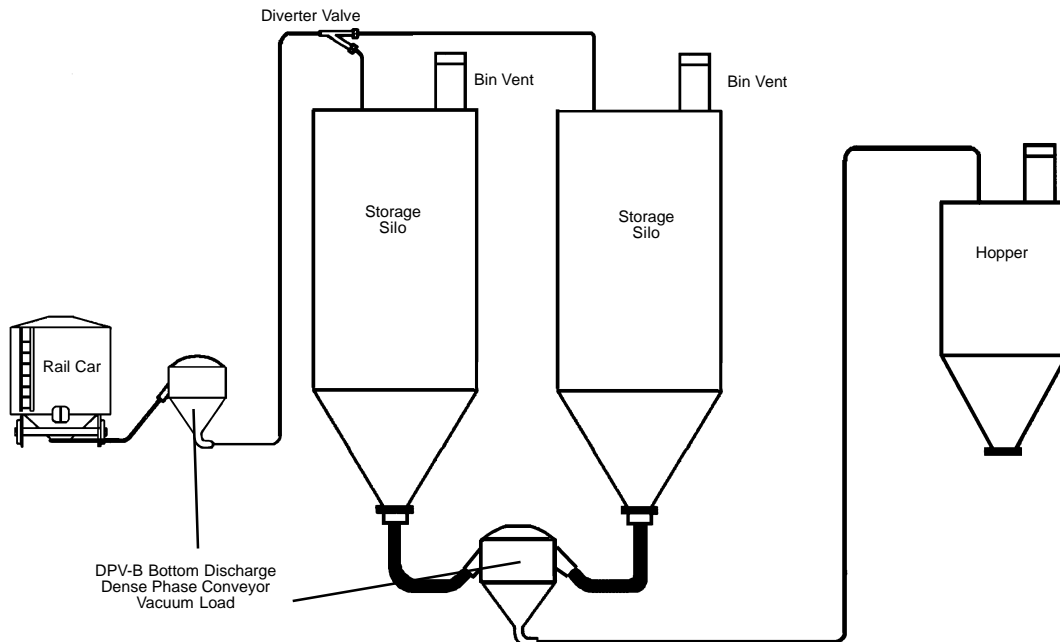 Diverter Valve
Bin Vent
Bin Vent
Storage
Silo
Storage
Silo
Hopper
Rail Car
DPV-B Bottom Discharge
Dense Phase Conveyor
Vacuum Load